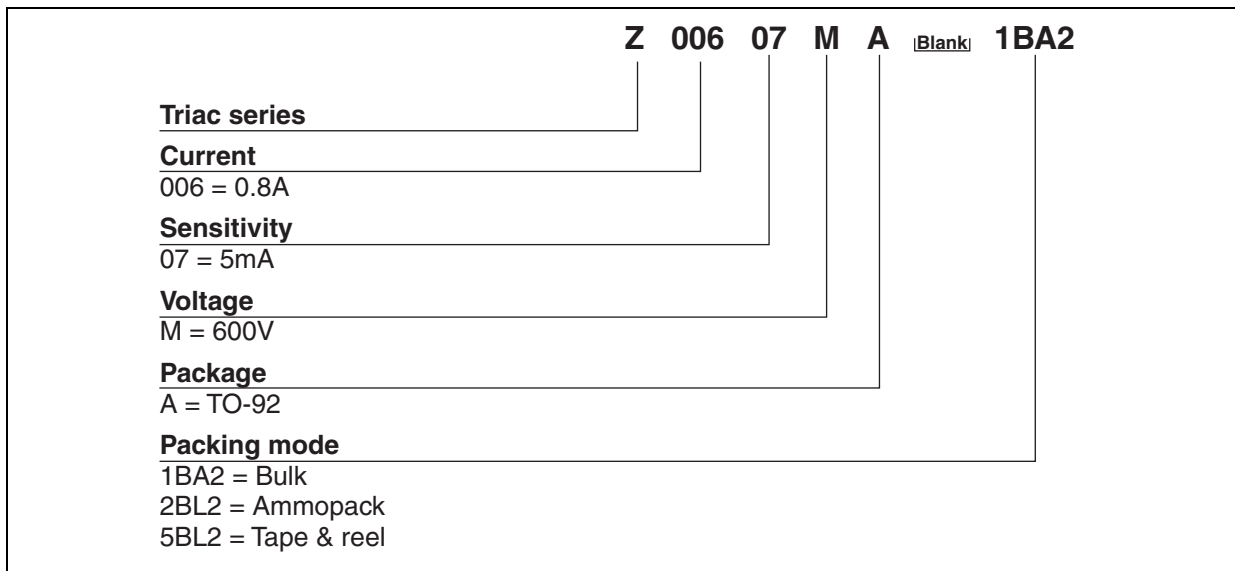 Z 006 07 M A Blank 1BA2
Triac series
Current
006 = 0.8A
Sensitivity
07 = 5mA
Voltage
M = 600V
Package
A = TO-92
Packing mode
1BA2 = Bulk
2BL2 = Ammopack
5BL2 = Tape & reel